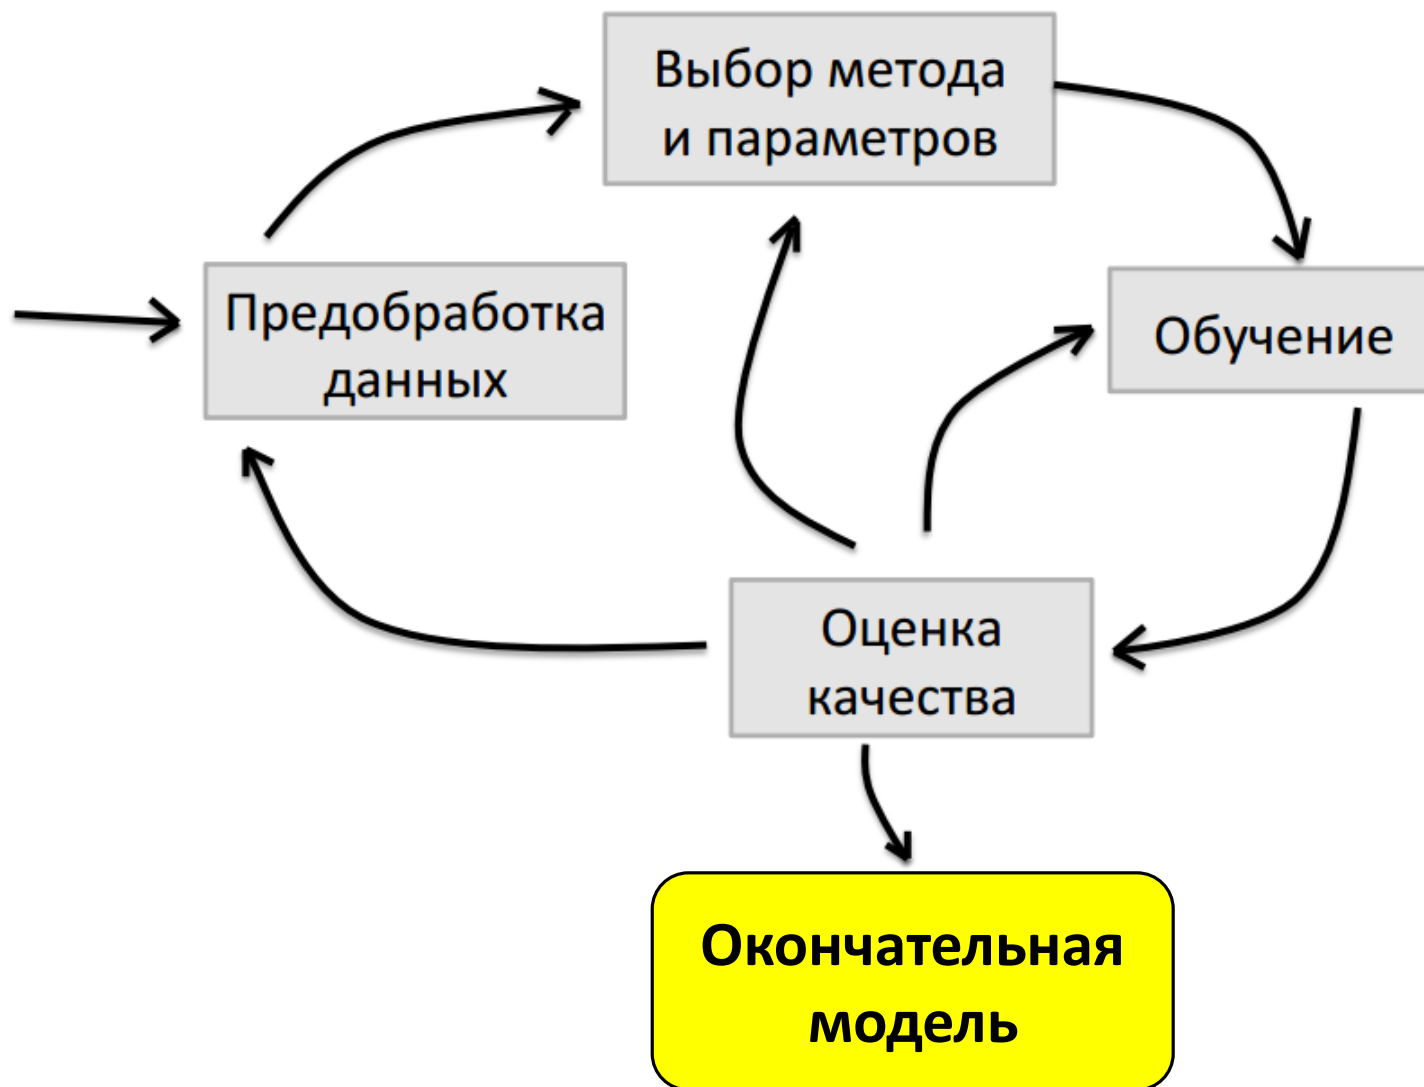 Выбор метода
и параметров
Предобработка
данных
Обучение
Оценка
качества
Окончательная
модель